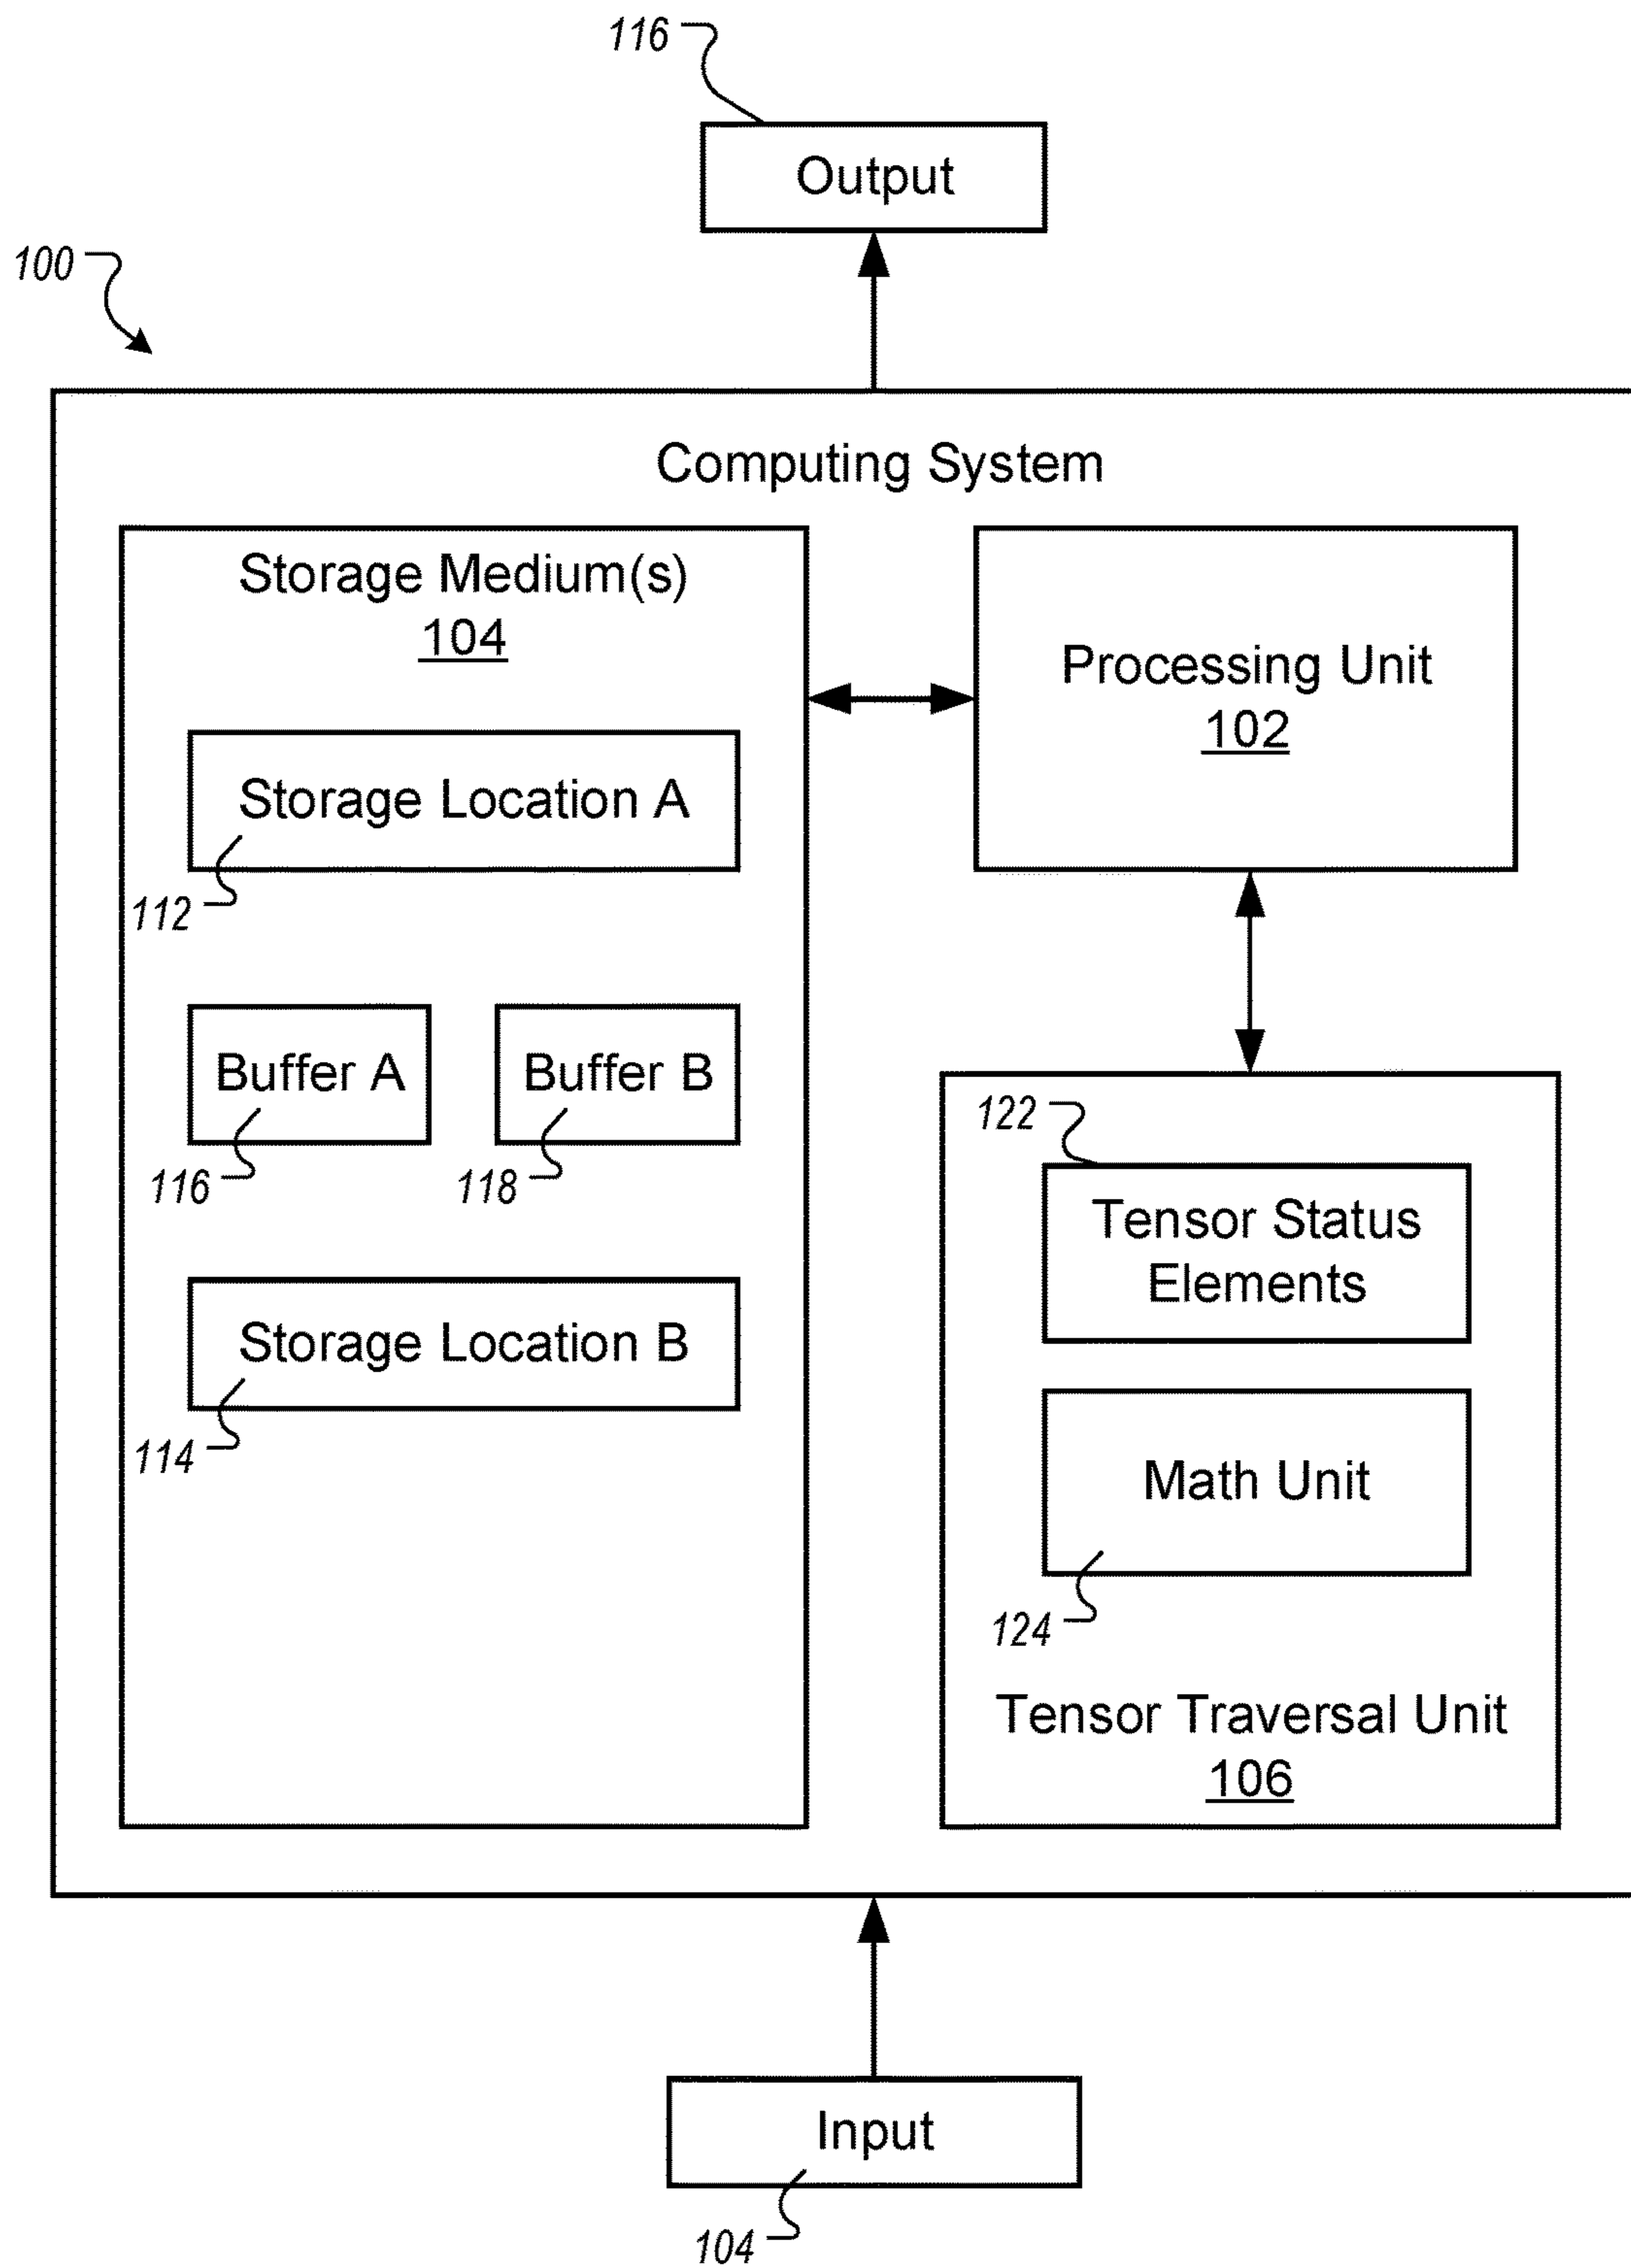 116
Output
100
Computing System
Storage Medium(s)
104
Storage Location A
112
Buffer A
116
Buffer B
118
Storage Location B
114
Processing Unit
102
122
Tensor Status
Elements
Math Unit
124
Tensor Traversal Unit
106
Input
104